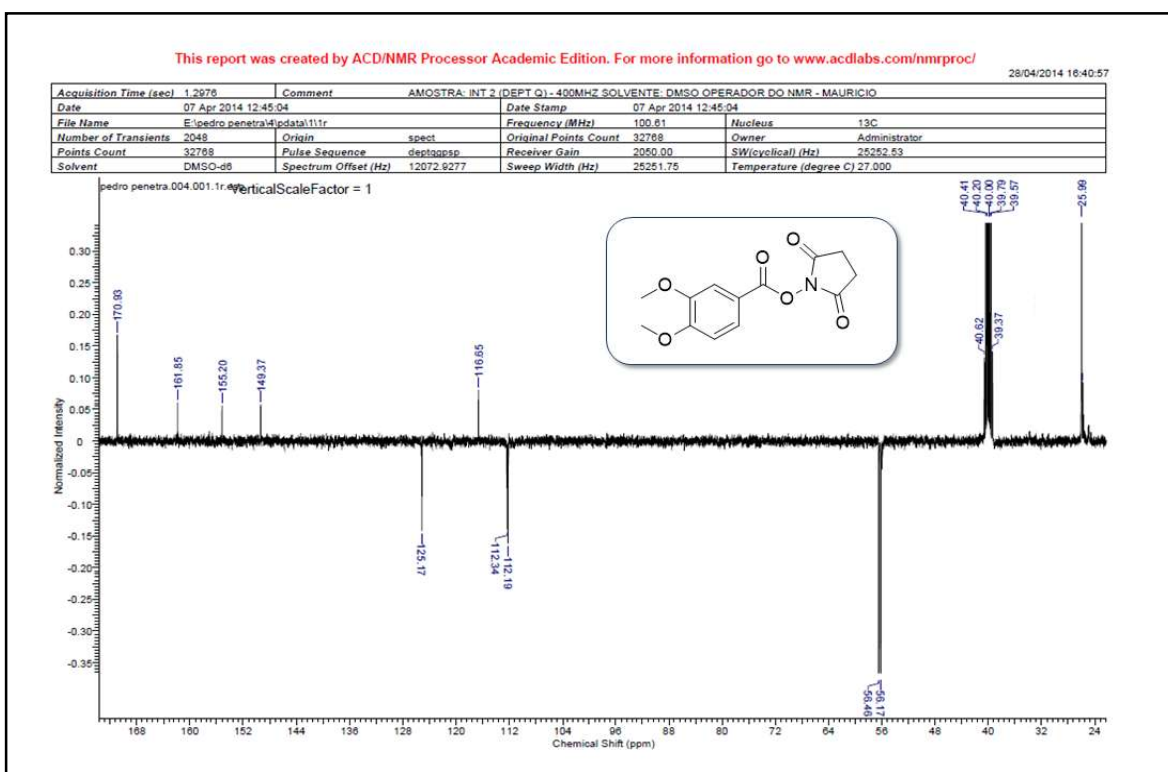 This report was created by ACD/NMR Processor Academic Edition. For more information go to www.acdlabs.com/nmrproc/
28/04/2014 16:40:57
Acquisition Time (sec) 1.2976 Comment AMOSTRA: INT 2 (DEPT Q) - 400MHZ SOLVENTE: DMSO OPERADOR DO NMR - MAURICIO
Date 07 Apr 2014 12:45:04 Date Stamp 07 Apr 2014 12:45:04
File Name E:\pedro penetra\4\pdata\1\1r Frequency (MHz) 100.61 Nucleus 13C
Number of Transients 2048 Origin spect Original Points Count 32768 Owner Administrator
Points Count 32768 Pulse Sequence deptqgpsp Receiver Gain 2050.00 SW(cyclical) (Hz) 25252.53
Solvent DMSO-d6 Spectrum Offset (Hz) 12072.9277 Sweep Width (Hz) 25251.75 Temperature (degree C) 27.000
pedro penetra.004.001.1r.esp
VerticalScaleFactor = 1
40.41
40.20
40.00
39.79
39.57
25.99
40.62
39.37
170.93
161.85
155.20
149.37
116.65
125.17
112.34
112.19
56.46
56.17
O
O
N
O
O
O
O
Normalized Intensity
0.30
0.25
0.20
0.15
0.10
0.05
0
-0.05
-0.10
-0.15
-0.20
-0.25
-0.30
-0.35
168 160 152 144 136 128 120 112 104 96 88 80 72 64 56 48 40 32 24
Chemical Shift (ppm)